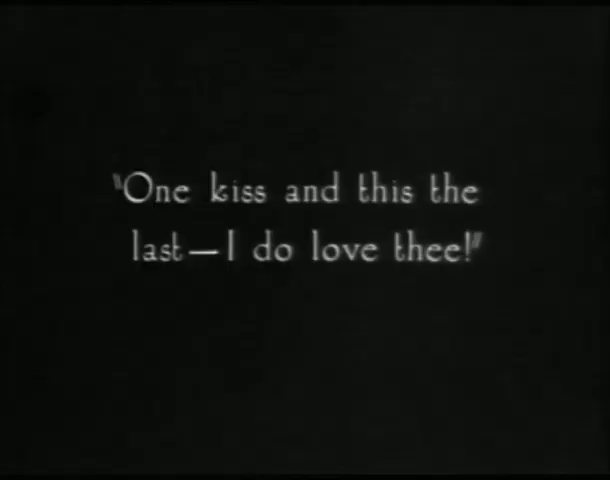 "One kiss and this the
last—I do love thee!"